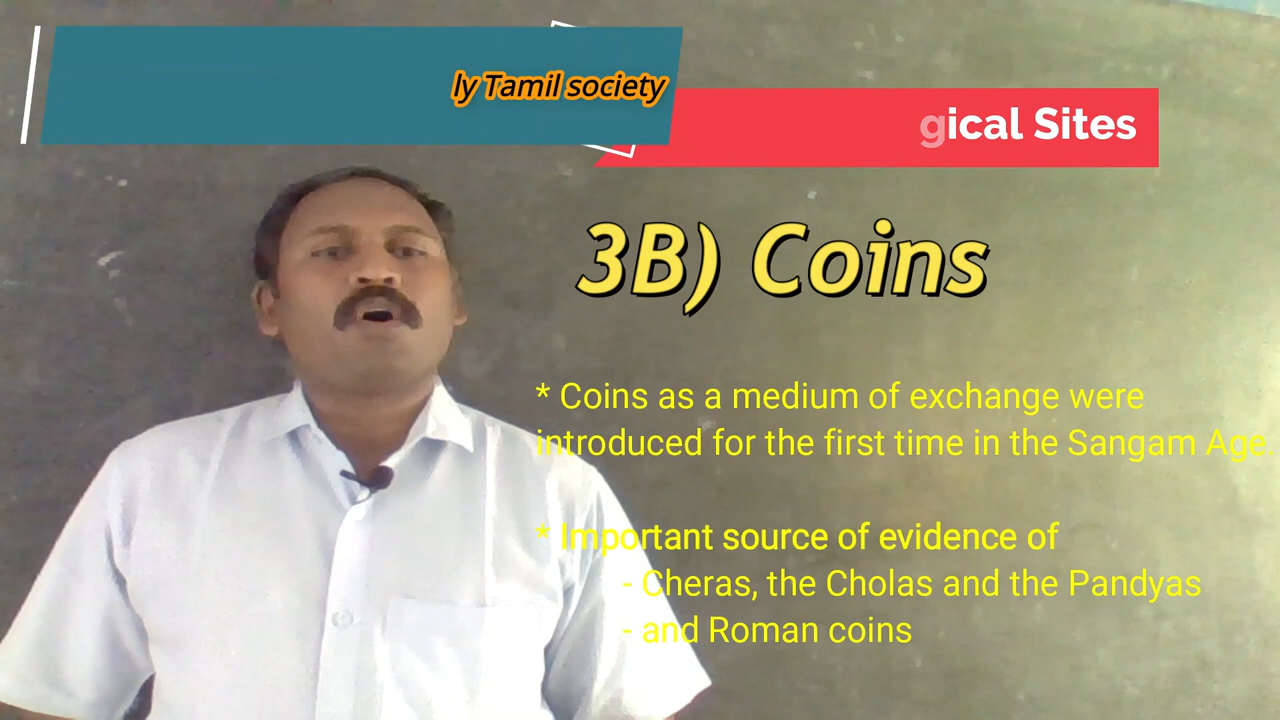 ly Tamil society
gical Sites
3B) Coins
* Coins as a medium of exchange were
introduced for the first time in the Sangam Age.
* Important source of evidence of
- Cheras, the Cholas and the Pandyas
- and Roman coins